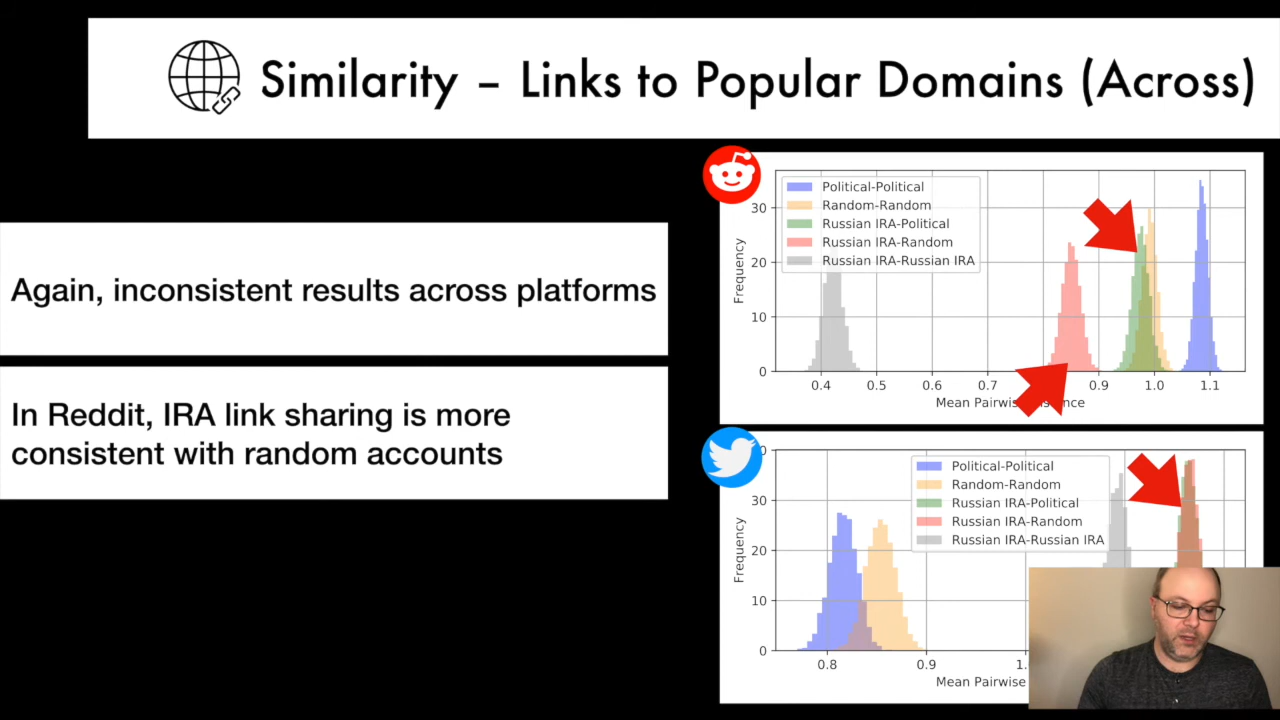 Similarity – Links to Popular Domains (Across)
Again, inconsistent results across platforms
In Reddit, IRA link sharing is more
consistent with random accounts
Political-Political
Random-Random
Russian IRA-Political
Russian IRA-Random
Russian IRA-Russian IRA
Frequency
30
20
10
0
0.4
0.5
0.6
0.7
0.9
1.0
1.1
Mean Pairwise
Political-Political
Random-Random
Russian IRA-Political
Russian IRA-Random
Russian IRA-Russian IRA
Frequency
30
20
10
0
0.8
0.9
Mean Pairwise